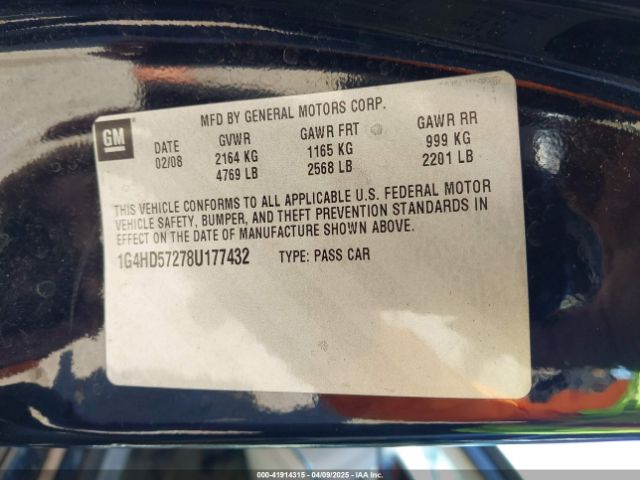 MFD BY GENERAL MOTORS CORP.
GM DATE GVWR GAWR FRT GAWR RR
02/08 2164 KG 1165 KG 999 KG
4769 LB 2568 LB 2201 LB
THIS VEHICLE CONFORMS TO ALL APPLICABLE U.S. FEDERAL MOTOR
VEHICLE SAFETY, BUMPER, AND THEFT PREVENTION STANDARDS IN
EFFECT ON THE DATE OF MANUFACTURE SHOWN ABOVE.
1G4HD57278U177432 TYPE: PASS CAR
000-41914315 - 04/09/2025 - IAAI.COM